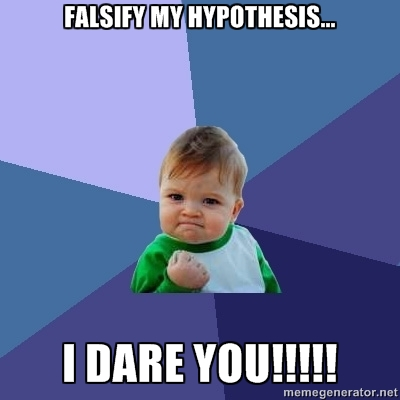 FALSIFY MY HYPOTHESIS...
I DARE YOU!!!!!
memegenerator.net